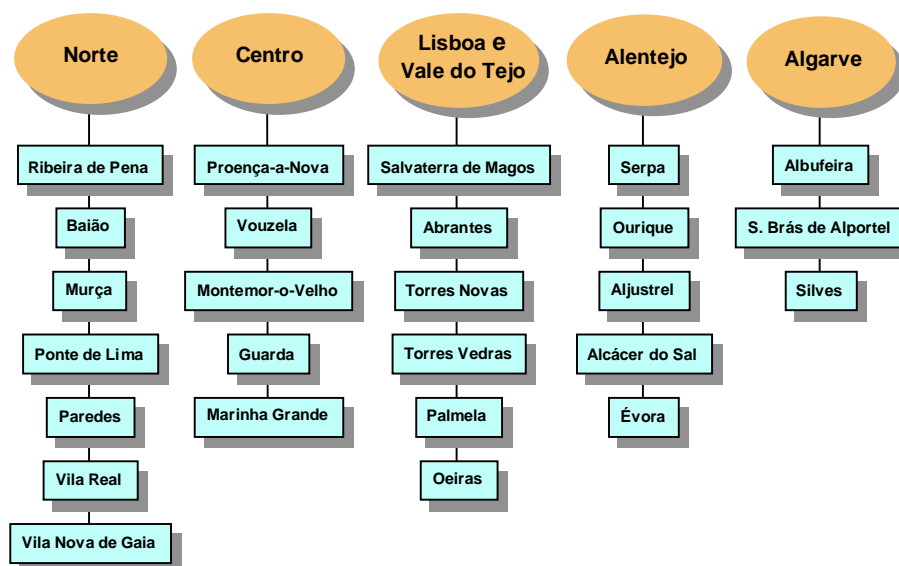 Norte
Ribeira de Pena
Baião
Murça
Ponte de Lima
Paredes
Vila Real
Vila Nova de Gaia
Centro
Proença-a-Nova
Vouzela
Montemor-o-Velho
Guarda
Marinha Grande
Lisboa e
Vale do Tejo
Salvaterra de Magos
Abrantes
Torres Novas
Torres Vedras
Palmela
Oeiras
Alentejo
Serpa
Ourique
Aljustrel
Alcácer do Sal
Évora
Algarve
Albufeira
S. Brás de Alportel
Silves